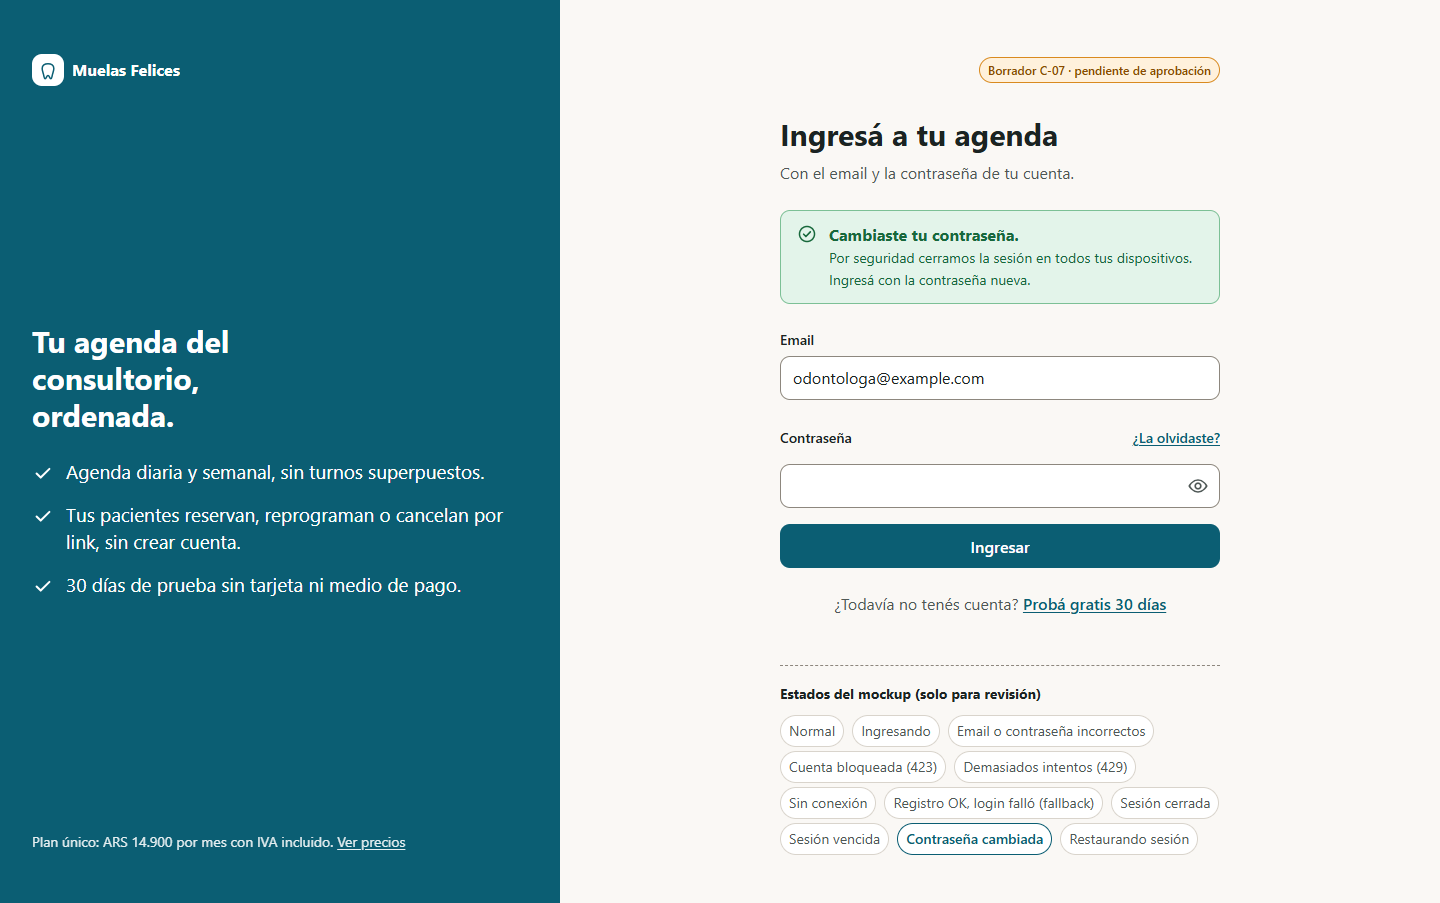 Muelas Felices
Tu agenda del
consultorio,
ordenada.
Agenda diaria y semanal, sin turnos superpuestos.
Tus pacientes reservan, reprograman o cancelan por
link, sin crear cuenta.
30 días de prueba sin tarjeta ni medio de pago.
Plan único: ARS 14.900 por mes con IVA incluido. Ver precios
Borrador C-07 · pendiente de aprobación
Ingresá a tu agenda
Con el email y la contraseña de tu cuenta.
Cambiaste tu contraseña.
Por seguridad cerramos la sesión en todos tus dispositivos.
Ingresá con la contraseña nueva.
Email
odontologa@example.com
Contraseña ¿La olvidaste?
Ingresar
¿Todavía no tenés cuenta? Probá gratis 30 días
Estados del mockup (solo para revisión)
Normal Ingresando Email o contraseña incorrectos
Cuenta bloqueada (423) Demasiados intentos (429)
Sin conexión Registro OK, login falló (fallback) Sesión cerrada
Sesión vencida Contraseña cambiada Restaurando sesión